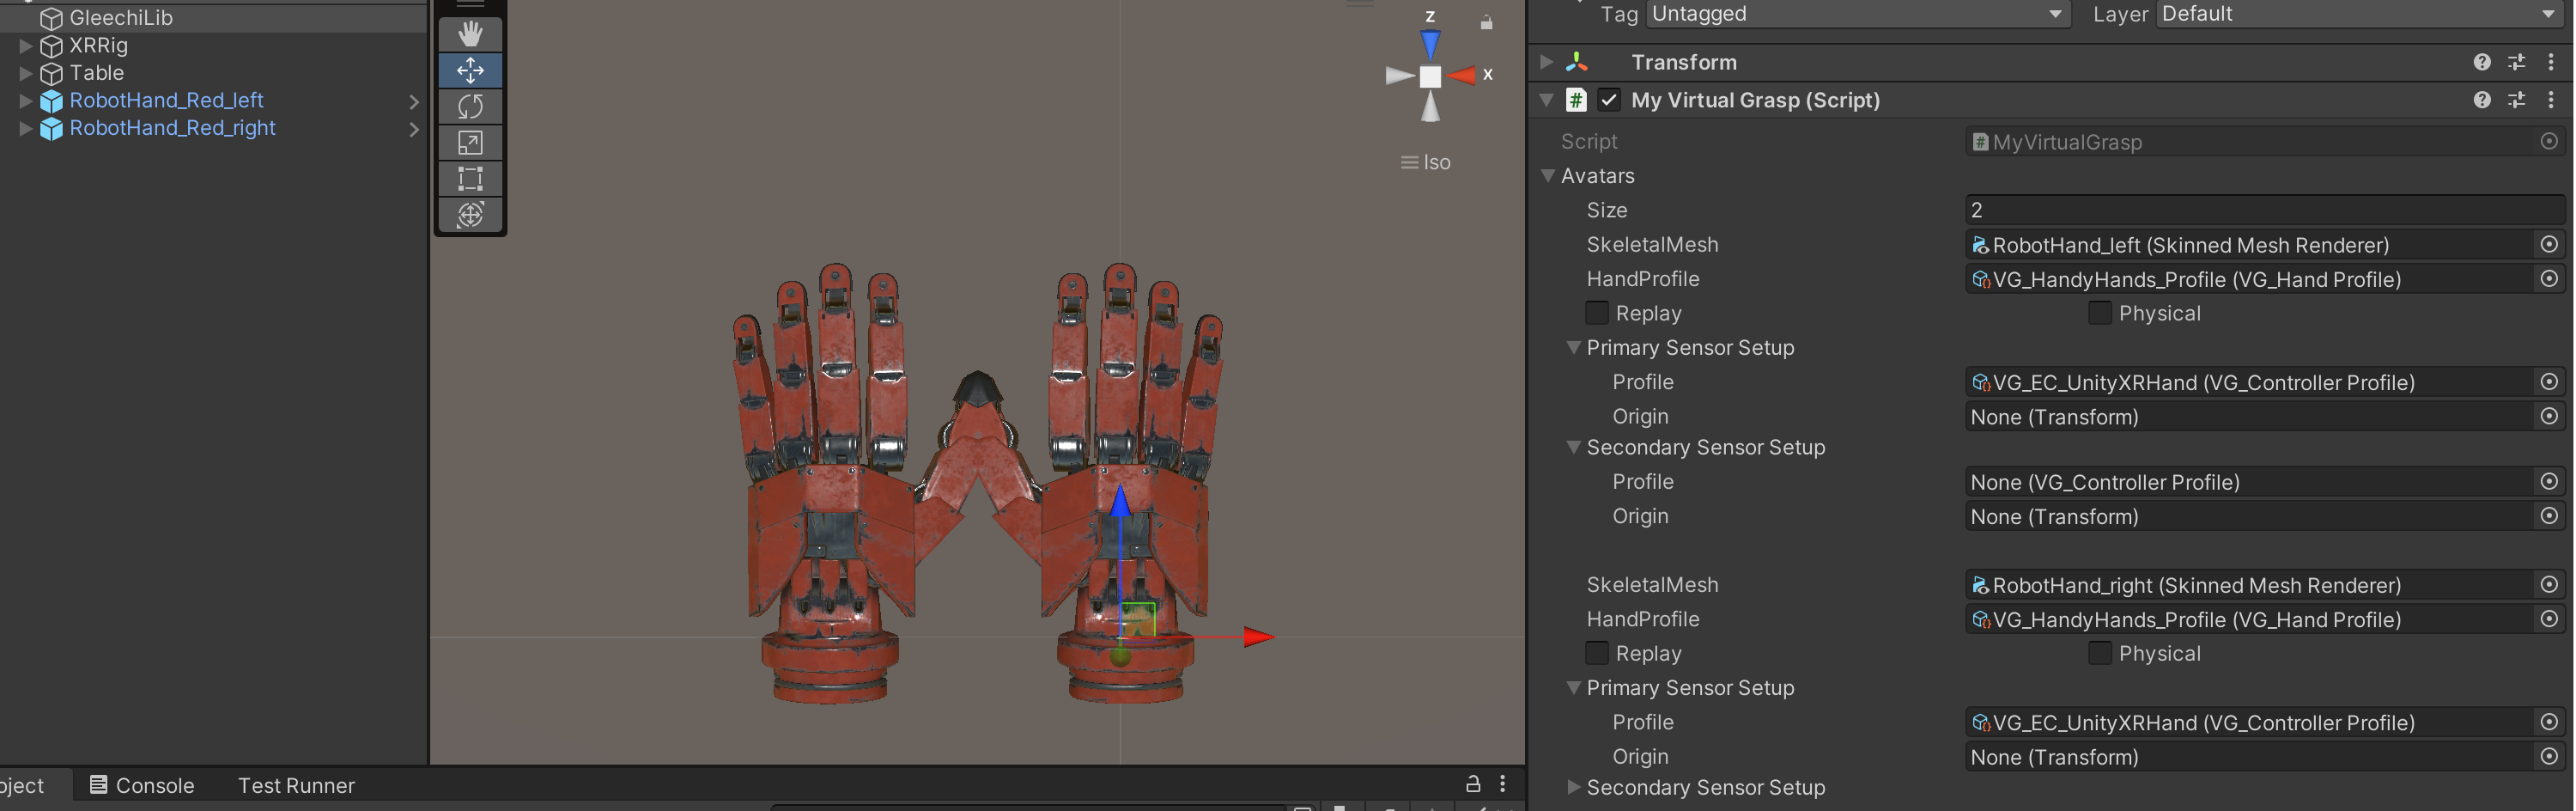 GleechiLib
XRRig
Table
RobotHand_Red_left
RobotHand_Red_right
z
x
Iso
Tag Untagged Layer Default
Transform
# My Virtual Grasp (Script)
Script MyVirtualGrasp
Avatars
Size 2
SkeletalMesh RobotHand_left (Skinned Mesh Renderer)
HandProfile VG_HandyHands_Profile (VG_Hand Profile)
Replay Physical
Primary Sensor Setup
Profile VG_EC_UnityXRHand (VG_Controller Profile)
Origin None (Transform)
Secondary Sensor Setup
Profile None (VG_Controller Profile)
Origin None (Transform)
SkeletalMesh RobotHand_right (Skinned Mesh Renderer)
HandProfile VG_HandyHands_Profile (VG_Hand Profile)
Replay Physical
Primary Sensor Setup
Profile VG_EC_UnityXRHand (VG_Controller Profile)
Origin None (Transform)
Secondary Sensor Setup
oject Console Test Runner